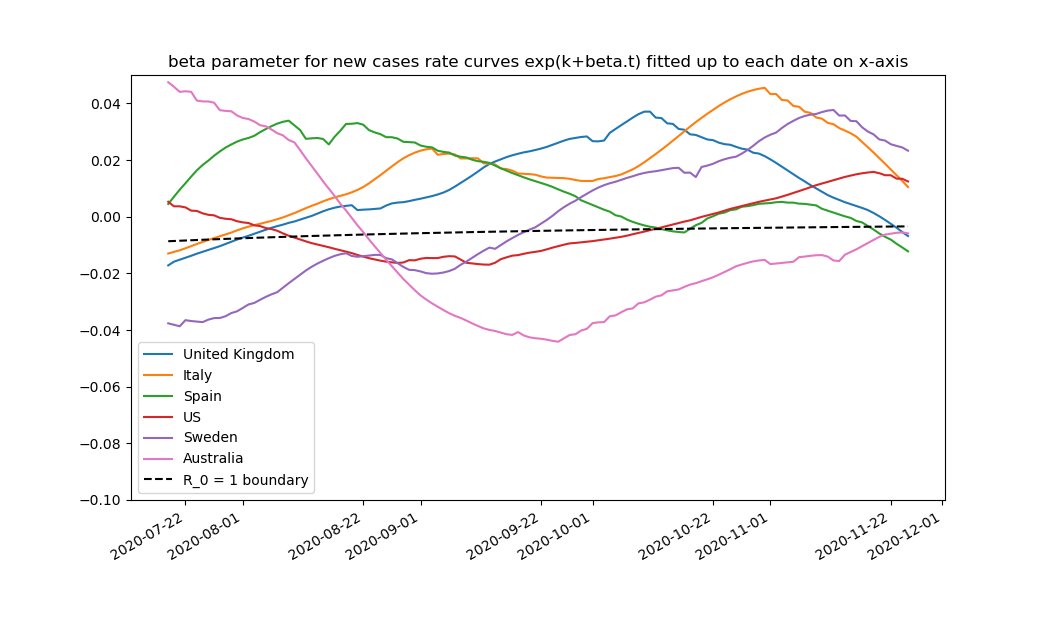 beta parameter for new cases rate curves exp(k+beta.t) fitted up to each date on x-axis
0.04
0.02
0.00
−0.02
−0.04
−0.06
−0.08
−0.10
United Kingdom
Italy
Spain
US
Sweden
Australia
R_0 = 1 boundary
2020-07-22
2020-08-01
2020-08-22
2020-09-01
2020-09-22
2020-10-01
2020-10-22
2020-11-01
2020-11-22
2020-12-01